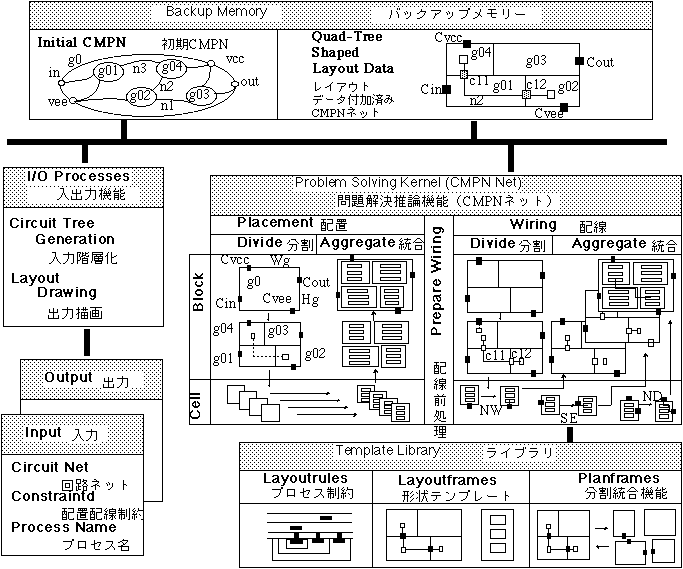 Backup Memory バックアップメモリー
Initial CMPN 初期CMPN
g0
n3 g04 vcc
g01
in n2 out
vee g02 g03
n1
Quad-Tree
Shaped
Layout Data
レイアウト
データ付加済み
CMPNネット
Cvcc
g04 g03 Cout
c11 g01 c12 g02
Cin n2
Cvee
I/O Processes
入出力機能
Circuit Tree
Generation
入力階層化
Layout
Drawing
出力描画
Output 出力
Input 入力
Circuit Net
回路ネット
Constraintd
配置配線制約
Process Name
プロセス名
Problem Solving Kernel (CMPN Net)
問題解決推論機能（CMPNネット）
Placement 配置
Divide 分割 Aggregate 統合
Block
Cell
Cvcc Wg
g0 Cout
Cin Cvee Hg
g04 g03
g01 g02
Prepare Wiring
配線前処理
Wiring 配線
Divide 分割 Aggregate 統合
c11 c12
NW SE ND
Template Library ライブラリ
Layoutrules
プロセス制約
Layoutframes
形状テンプレート
Planframes
分割統合機能